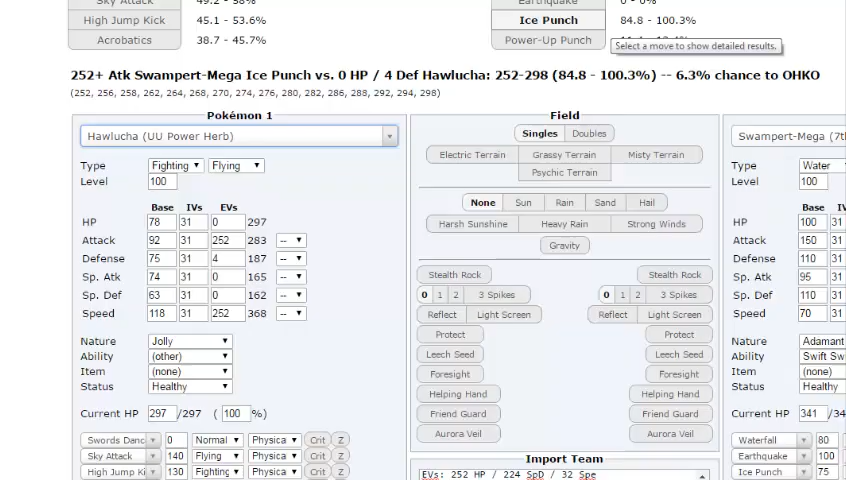 Sky Attack 49.2 - 58% Earthquake 0 - 0%
High Jump Kick 45.1 - 53.6% Ice Punch 84.8 - 100.3%
Acrobatics 38.7 - 45.7% Power-Up Punch
Select a move to show detailed results.
252+ Atk Swampert-Mega Ice Punch vs. 0 HP / 4 Def Hawlucha: 252-298 (84.8 - 100.3%) -- 6.3% chance to OHKO
(252, 256, 258, 262, 264, 268, 270, 274, 276, 280, 282, 286, 288, 292, 294, 298)
Pokémon 1 Field
Hawlucha (UU Power Herb) Singles Doubles Swampert-Mega (7th
Electric Terrain Grassy Terrain Misty Terrain
Psychic Terrain
Type Fighting Flying Type Water
Level 100 Level 100
None Sun Rain Sand Hail
Base IVs EVs Base IV
HP 78 31 0 297 HP 100 31
Harsh Sunshine Heavy Rain Strong Winds
Attack 92 31 252 283 -- Attack 150 31
Gravity
Defense 75 31 4 187 -- Defense 110 31
Sp. Atk 74 31 0 165 -- Sp. Atk 95 31
Stealth Rock Stealth Rock
Sp. Def 63 31 0 162 -- Sp. Def 110 31
0 1 2 3 Spikes 0 1 2 3 Spikes
Speed 118 31 252 368 -- Speed 70 31
Reflect Light Screen Reflect Light Screen
Protect Protect
Nature Jolly Nature Adamant
Ability (other) Ability Swift Sw
Leech Seed Leech Seed
Item (none) Item (none)
Foresight Foresight
Status Healthy Status Healthy
Helping Hand Helping Hand
Current HP 297 /297 ( 100 %) Current HP 341 /34
Friend Guard Friend Guard
Aurora Veil Aurora Veil
Swords Danc 0 Normal Physica Crit Z Waterfall 80
Sky Attack 140 Flying Physica Crit Z Earthquake 100
Import Team
High Jump Ki 130 Fighting Physica Crit Z Ice Punch 75
EVs: 252 HP / 224 SpD / 32 Spe